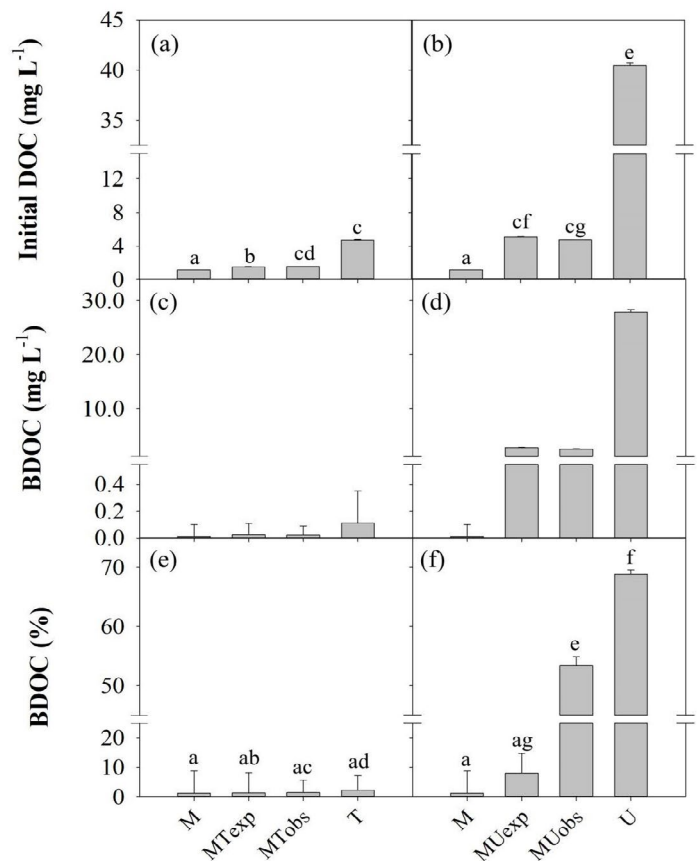 Initial DOC (mg L-1)
45
40
35
12
8
4
0
(a)
a
b
cd
c
(b)
a
cf
cg
e
BDOC (mg L-1)
30.0
20.0
10.0
0.4
0.2
0.0
(c)
(d)
BDOC (%)
70
60
50
20
10
0
(e)
a
ab
ac
ad
(f)
a
ag
e
f
M
MTexp
MTobs
T
M
MUexp
MUobs
U